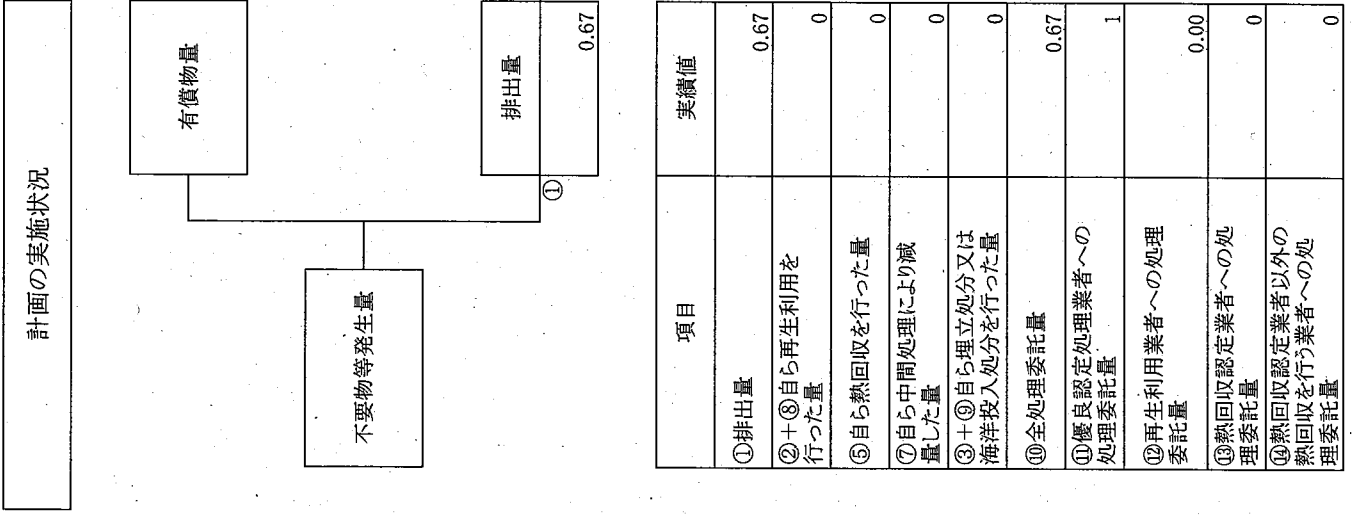 計画の実施状況
有償物量
不要物等発生量
排出量
① 0.67
項目 実績値
①排出量 0.67
②+⑧自ら再生利用を
行った量 0
⑤自ら熱回収を行った量 0
⑦自ら中間処理により減
量した量 0
③+⑨自ら埋立処分又は
海洋投入処分を行った量 0
⑩全処理委託量 0.67
⑪優良認定処理業者への
処理委託量 1
⑫再生利用業者への処理
委託量 0.00
⑬熱回収認定業者への処
理委託量 0
⑭熱回収認定業者以外の
熱回収を行う業者への処
理委託量 0